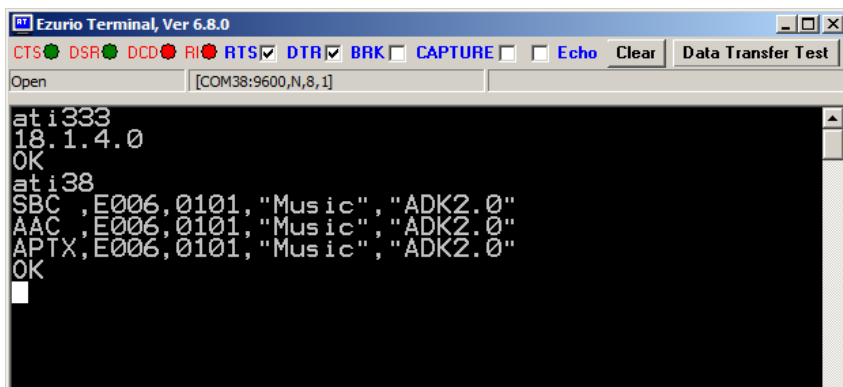 Ezurio Terminal, Ver 6.8.0
CTS DSR DCD RI RTS DTR BRK CAPTURE Echo Clear Data Transfer Test
Open [COM38:9600,N,8,1]
ati333
18.1.4.0
OK
ati38
SBC ,E006,0101,"Music","ADK2.0"
AAC ,E006,0101,"Music","ADK2.0"
APTX,E006,0101,"Music","ADK2.0"
OK